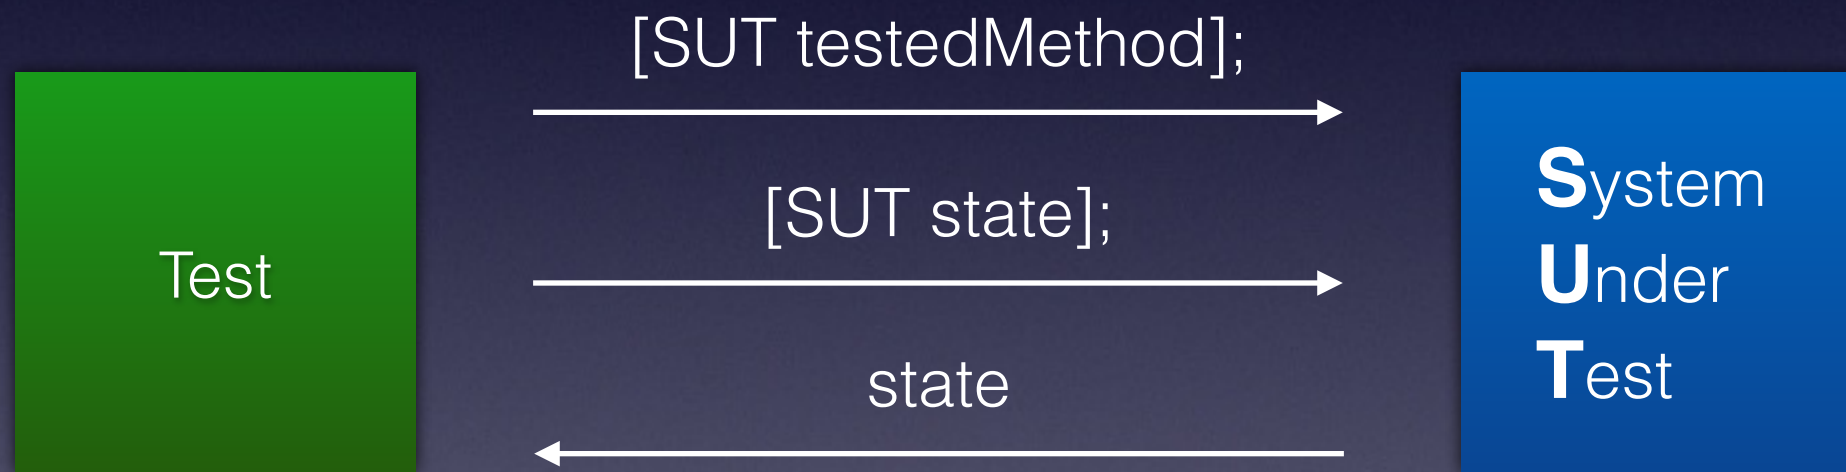 [SUT testedMethod];
[SUT state];
state
Test
System
Under
Test